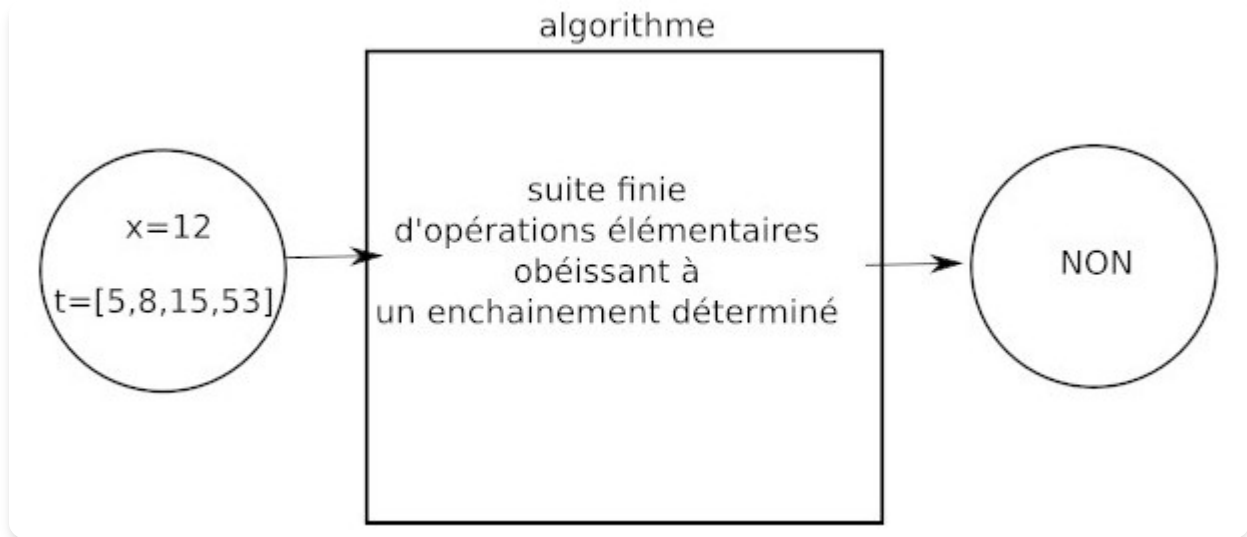 algorithme
x=12
t=[5,8,15,53]
suite finie
d'opérations élémentaires
obéissant à
un enchainement déterminé
NON